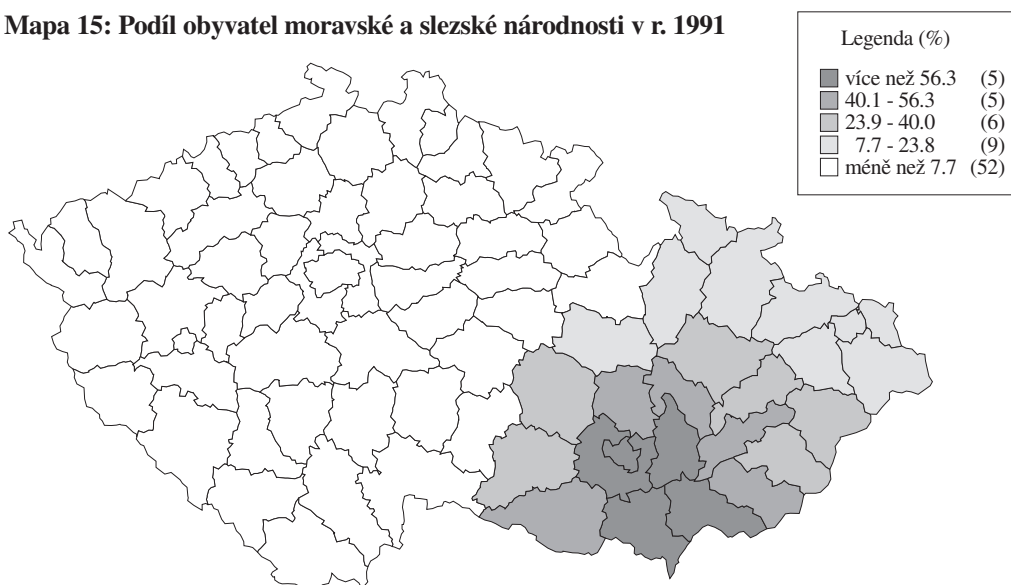 Mapa 15: Podíl obyvatel moravské a slezské národnosti v r. 1991
Legenda (%)
více než 56.3 (5)
40.1 - 56.3 (5)
23.9 - 40.0 (6)
7.7 - 23.8 (9)
méně než 7.7 (52)